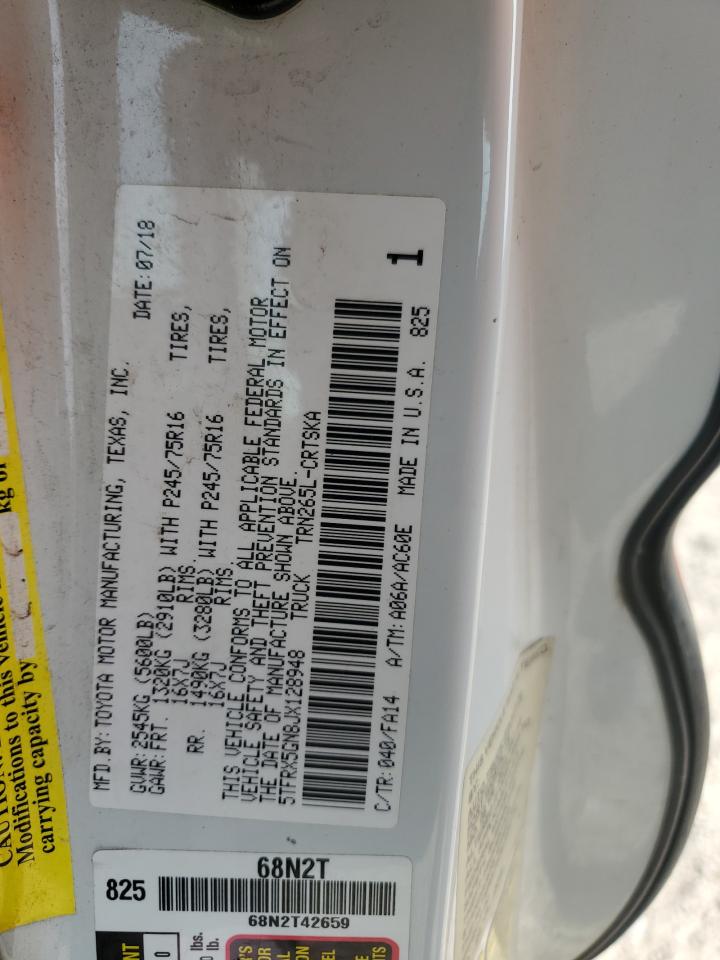 MFD.BY: TOYOTA MOTOR MANUFACTURING, TEXAS, INC.
DATE: 07/18
GVWR: 2545KG (5600LB)
GAWR: FRT. 1320KG (2910LB) WITH P245/75R16 TIRES,
16X7J RIMS.
RR. 1490KG (3280LB) WITH P245/75R16 TIRES,
16X7J RIMS.
THIS VEHICLE CONFORMS TO ALL APPLICABLE FEDERAL MOTOR
VEHICLE SAFETY AND THEFT PREVENTION STANDARDS IN EFFECT ON
THE DATE OF MANUFACTURE SHOWN ABOVE.
5TFRX5GN8JX128948 TRUCK TRN265L-CRTSKA
C/TR: 040/FA14 A/TM: A06A/AC60E MADE IN U.S.A. 825
1
825
68N2T
68N2T42659
Modifications to this vehicle
carrying capacity by
kg or
lbs.